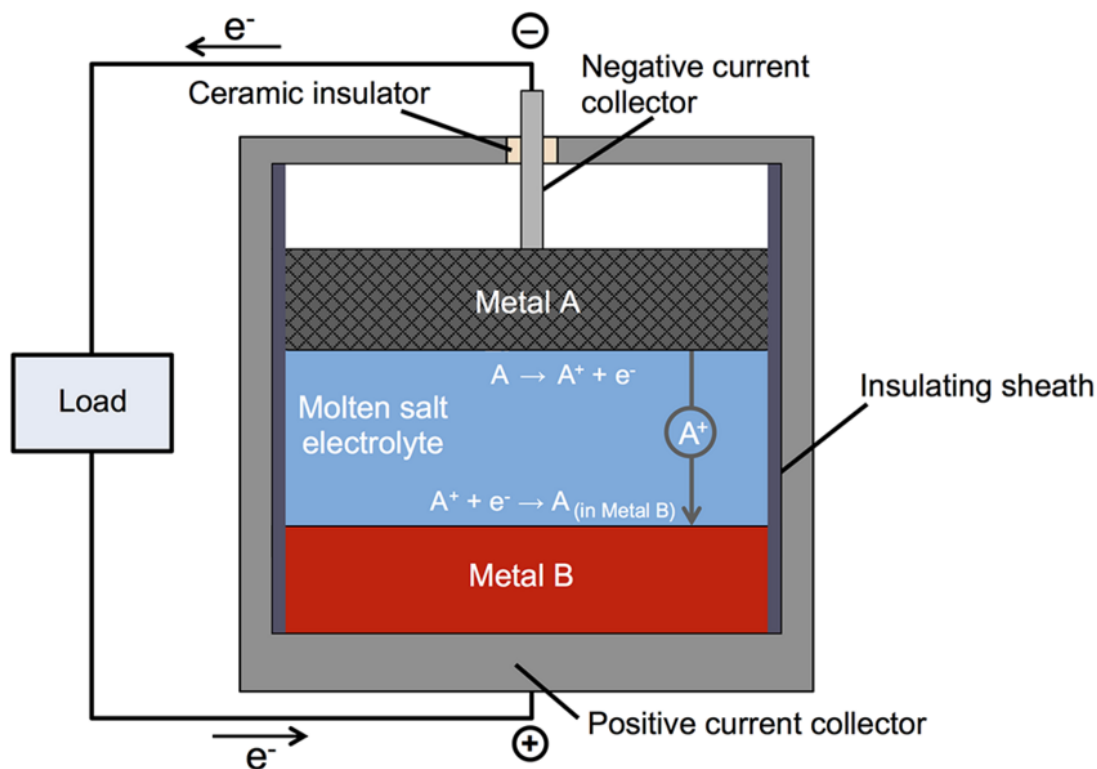 e-
⊖
Negative current
collector
Ceramic insulator
Metal A
A → A+ + e-
Load
Molten salt
electrolyte
A+
Insulating sheath
A+ + e- → A (in Metal B)
Metal B
Positive current collector
e-
⊕